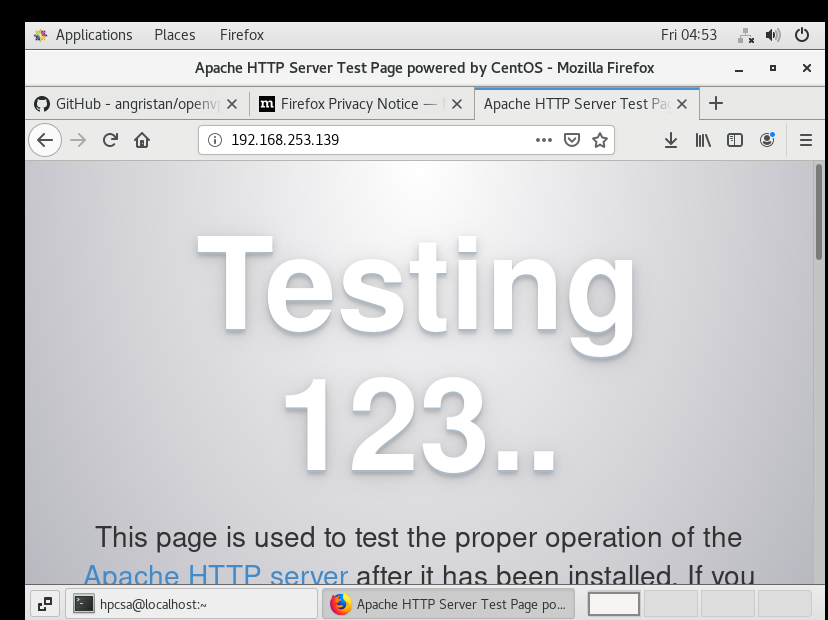 Applications Places Firefox Fri 04:53
Apache HTTP Server Test Page powered by CentOS - Mozilla Firefox
GitHub - angristan/openv
m Firefox Privacy Notice —
Apache HTTP Server Test Pa
192.168.253.139
Testing
123..
This page is used to test the proper operation of the
Apache HTTP server after it has been installed. If you
hpcsa@localhost:~
Apache HTTP Server Test Page po...